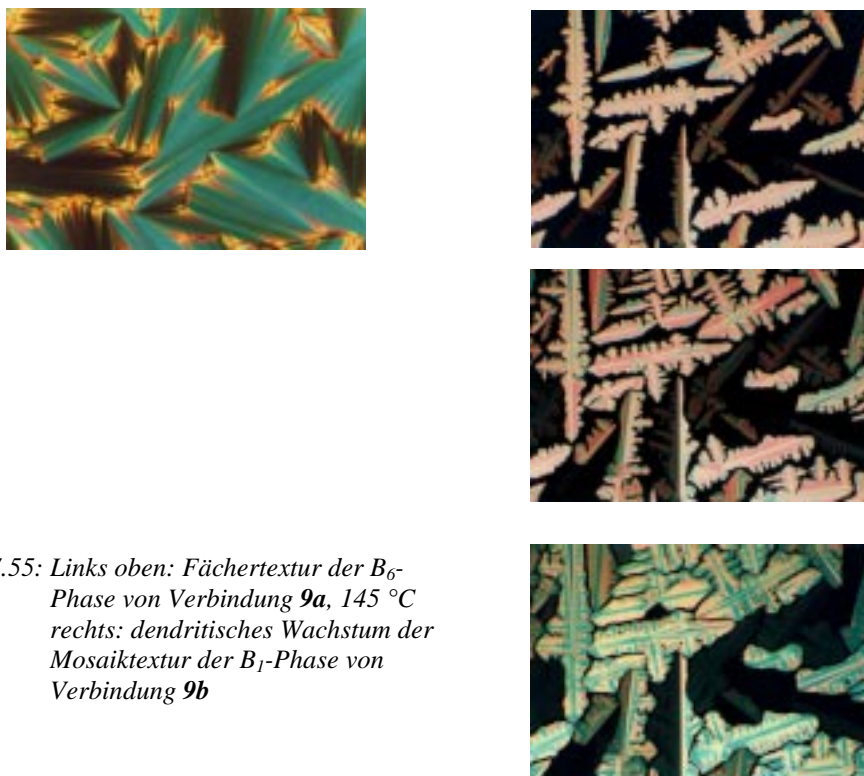 .55: Links oben: Fächertextur der B6-
Phase von Verbindung 9a, 145 °C
rechts: dendritisches Wachstum der
Mosaiktextur der B1-Phase von
Verbindung 9b